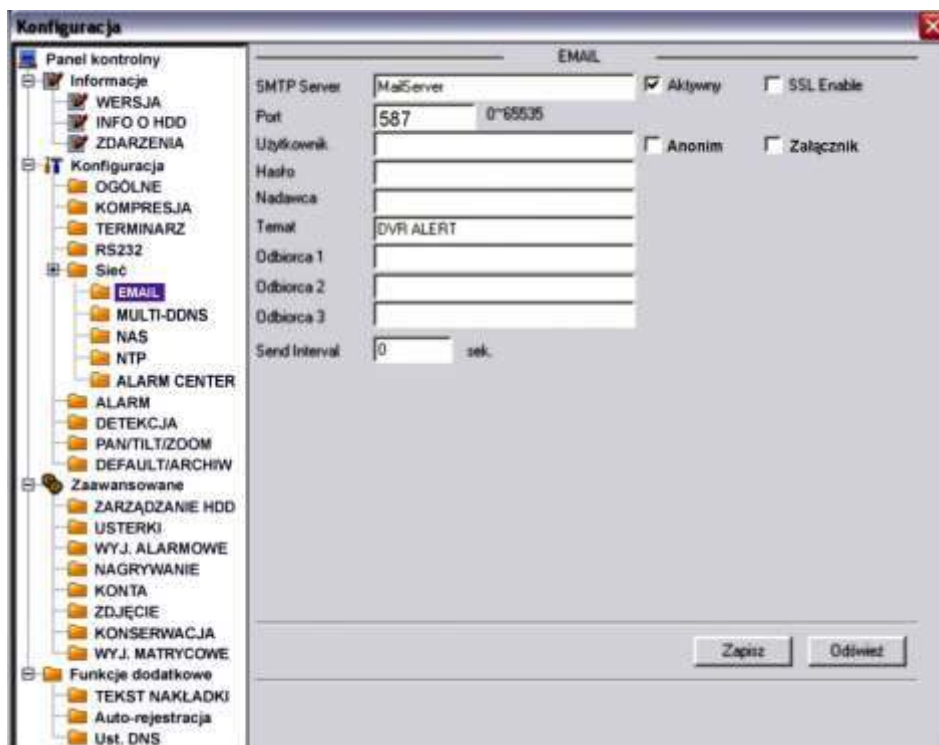 Konfiguracja
Panel kontrolny
Informacje
WERSJA
INFO O HDD
ZDARZENIA
Konfiguracja
OGÓLNE
KOMPRESJA
TERMINARZ
RS232
Sieć
EMAIL
MULTI-DDNS
NAS
NTP
ALARM CENTER
ALARM
DETEKCJA
PAN/TILT/ZOOM
DEFAULT/ARCHIW
Zaawansowane
ZARZĄDZANIE HDD
USTERKI
WYJ. ALARMOWE
NAGRYWANIE
KONTA
ZDJĘCIE
KONSERWACJA
WYJ. MATRYCOWE
Funkcje dodatkowe
TEKST NAKŁADKI
Auto-rejestracja
Ust. DNS
EMAIL
SMTP Server MailServer Aktywny SSL Enable
Port 587 0~65535
Użytkownik Anonim Załącznik
Hasło
Nadawca
Temat DVR ALERT
Odbiorca 1
Odbiorca 2
Odbiorca 3
Send Interval 0 sek.
Zapisz Odśwież